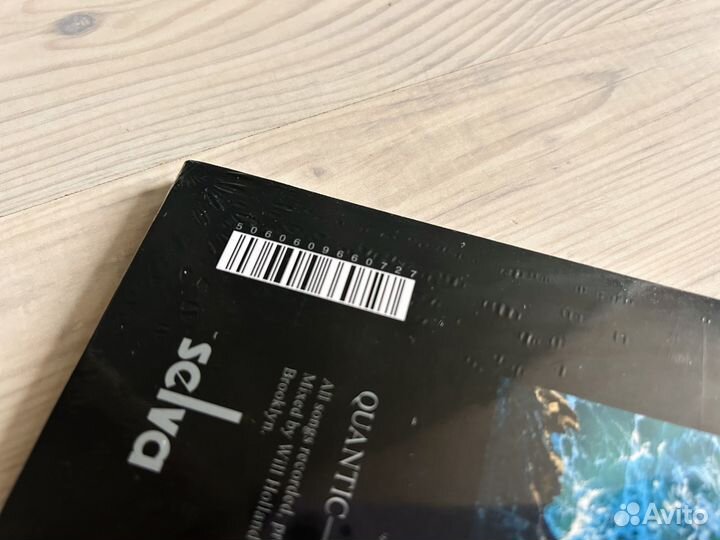 5060609660727
selva
QUANTIC
All songs recorded,
Mixed by Will Holland
Brooklyn.
Avito